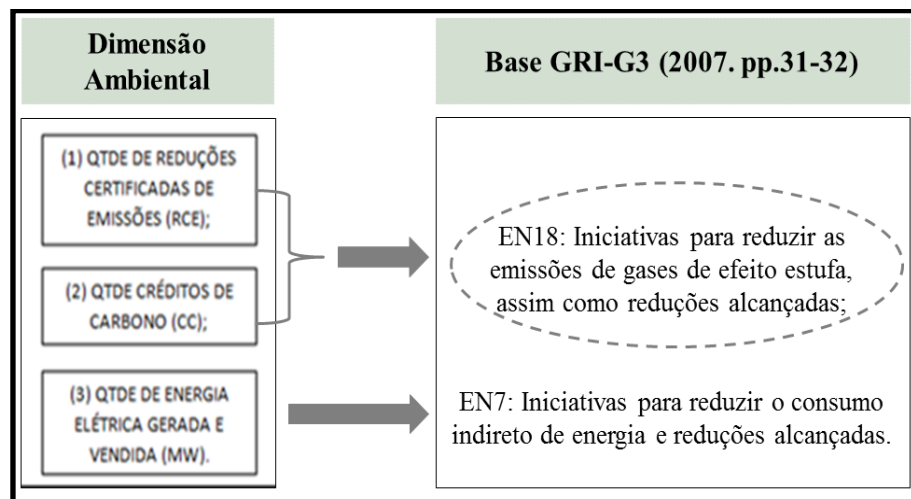 Dimensão
Ambiental
Base GRI-G3 (2007. pp.31-32)
(1) QTDE DE REDUÇÕES
CERTIFICADAS DE
EMISSÕES (RCE);
(2) QTDE CRÉDITOS DE
CARBONO (CC);
(3) QTDE DE ENERGIA
ELÉTRICA GERADA E
VENDIDA (MW).
EN18: Iniciativas para reduzir as
emissões de gases de efeito estufa,
assim como reduções alcançadas;
EN7: Iniciativas para reduzir o consumo
indireto de energia e reduções alcançadas.